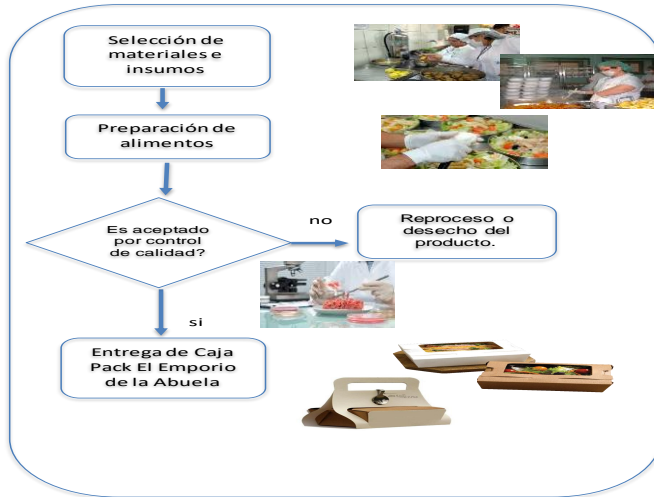 Selección de
materiales e
insumos
Preparación de
alimentos
Es aceptado
por control
de calidad?
no
Reproceso o
desecho del
producto.
si
Entrega de Caja
Pack El Emporio
de la Abuela